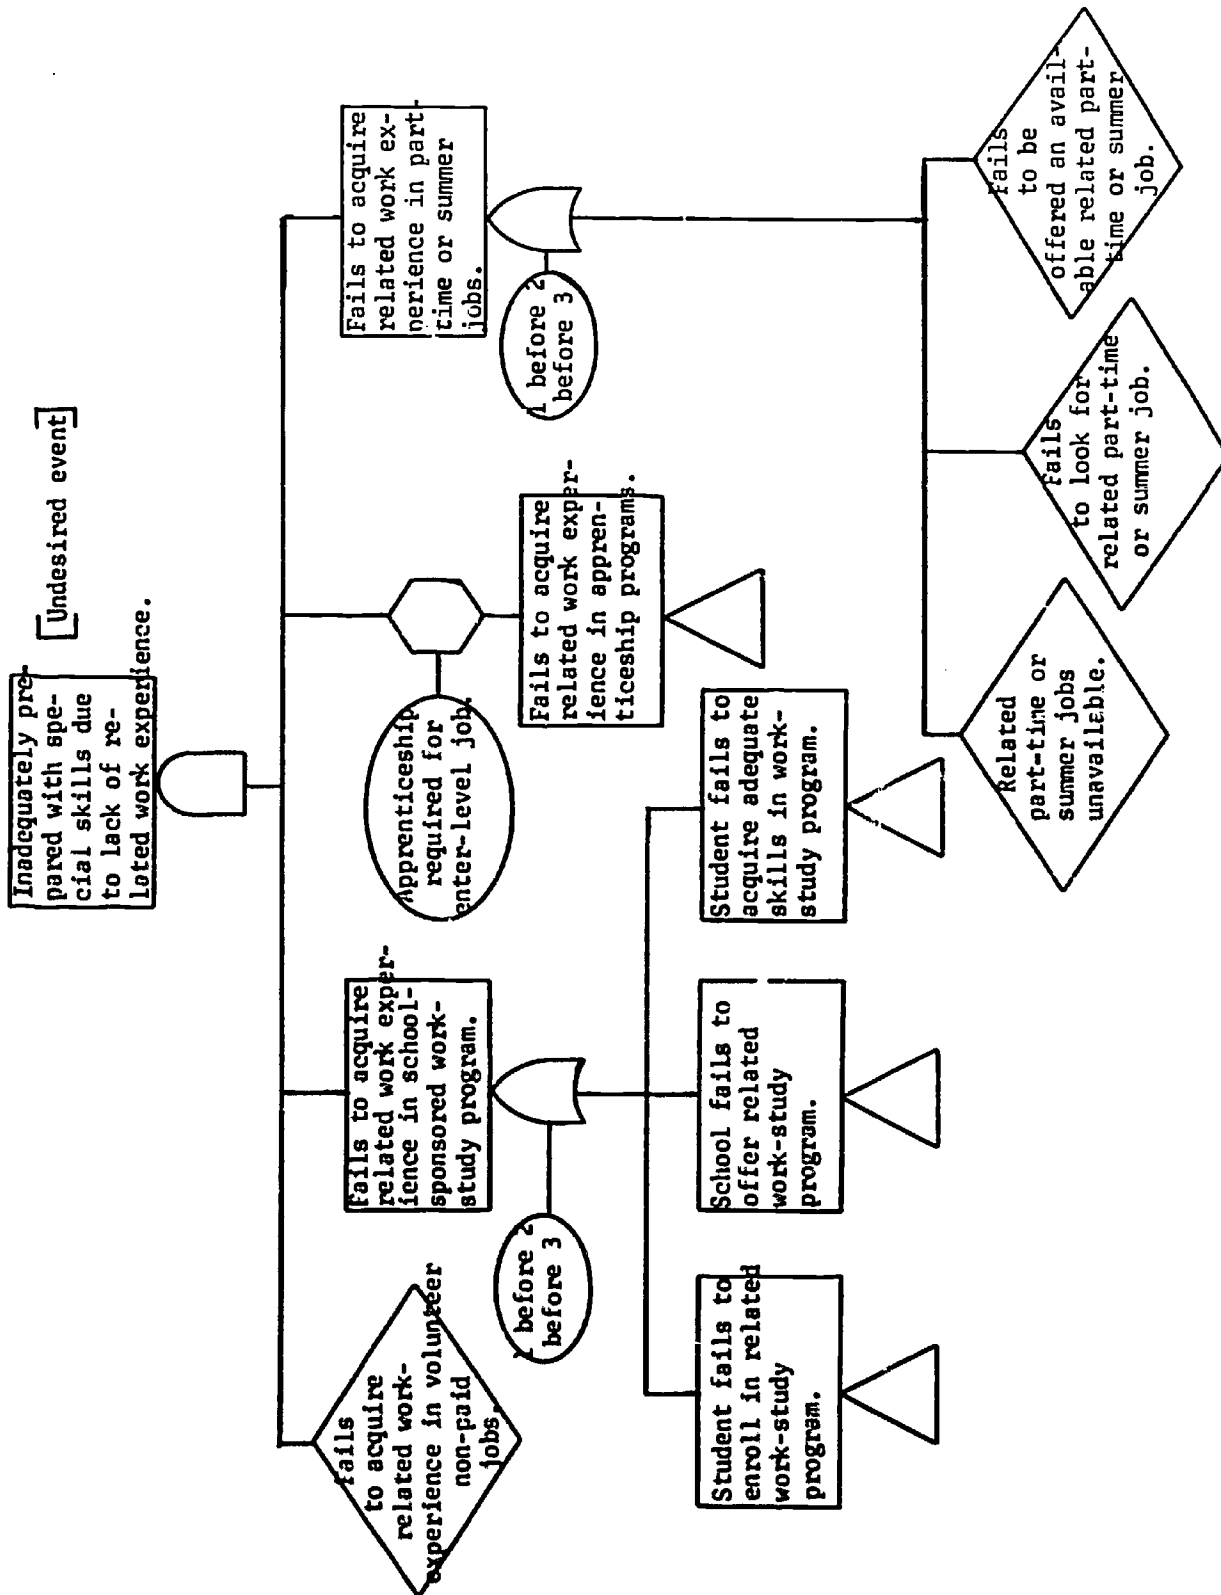 Inadequately pre-
pared with spe-
cial skills due
to lack of re-
lated work experience.
[Undesired event]
Fails
to acquire
related work-
experience in volunteer
non-paid
jobs.
Fails to acquire
related work exper-
ience in school-
sponsored work-
study program.
1 before 2
before 3
Apprenticeship
required for
enter-level job.
Fails to acquire
related work exper-
ience in appren-
ticeship programs.
Fails to acquire
related work ex-
perience in part-
time or summer
jobs.
1 before 2
before 3
Student fails to
enroll in related
work-study
program.
School fails to
offer related
work-study
program.
Student fails to
acquire adequate
skills in work-
study program.
Related
part-time or
summer jobs
unavailable.
Fails
to look for
related part-time
or summer job.
Fails
to be
offered an avail-
able related part-
time or summer
job.